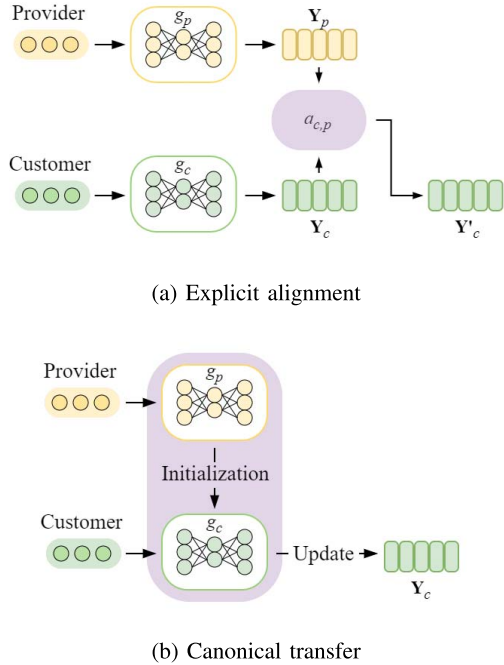 Provider
g_p
Y_p
a_{c,p}
Customer
g_c
Y_c
Y'_c
(a) Explicit alignment
Provider
g_p
Initialization
Customer
g_c
Update
Y_c
(b) Canonical transfer